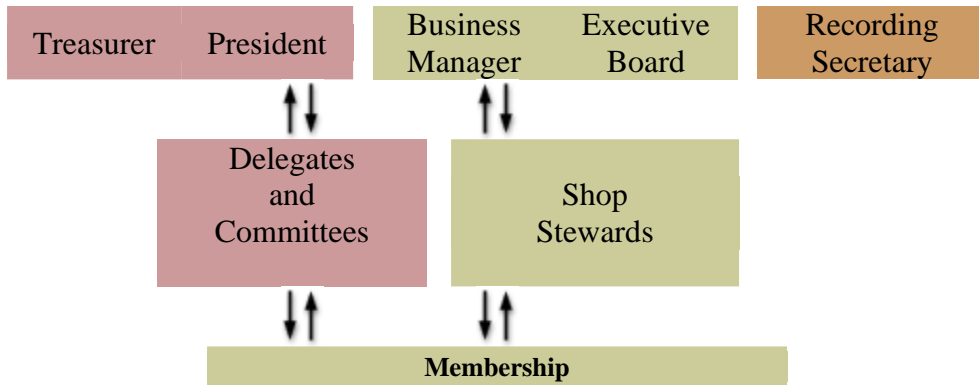 Treasurer
President
Business
Manager
Executive
Board
Recording
Secretary
Delegates
and
Committees
Shop
Stewards
Membership